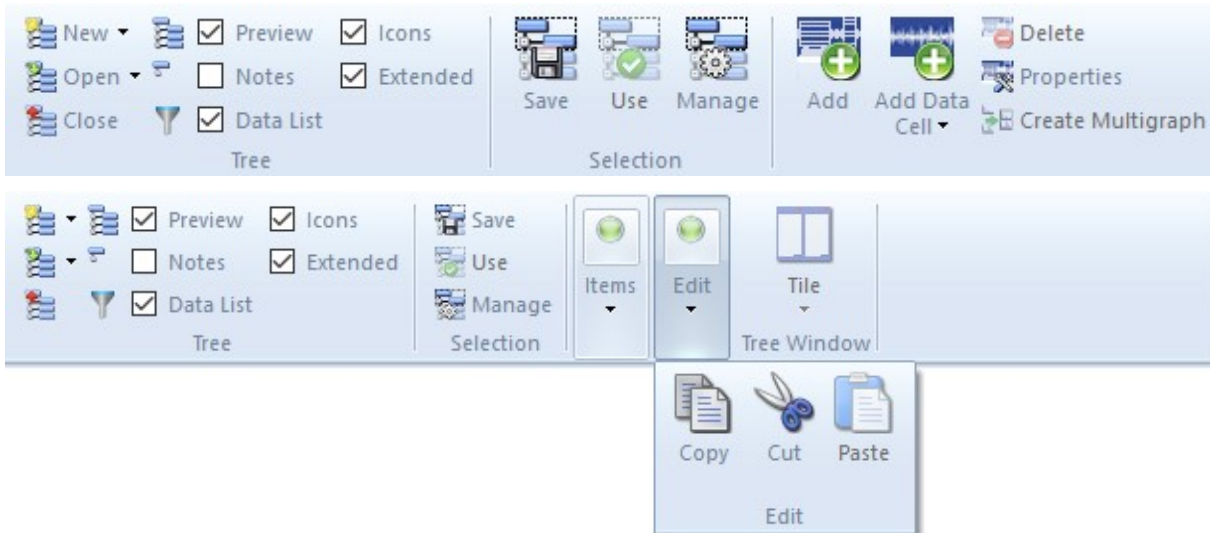 New Preview Icons
Open Notes Extended
Close Data List
Tree
Save Use Manage
Selection
Add Add Data
Cell
Delete
Properties
Create Multigraph
Preview Icons
Notes Extended
Data List
Tree
Save
Use
Manage
Selection
Items
Edit
Tile
Tree Window
Copy Cut Paste
Edit